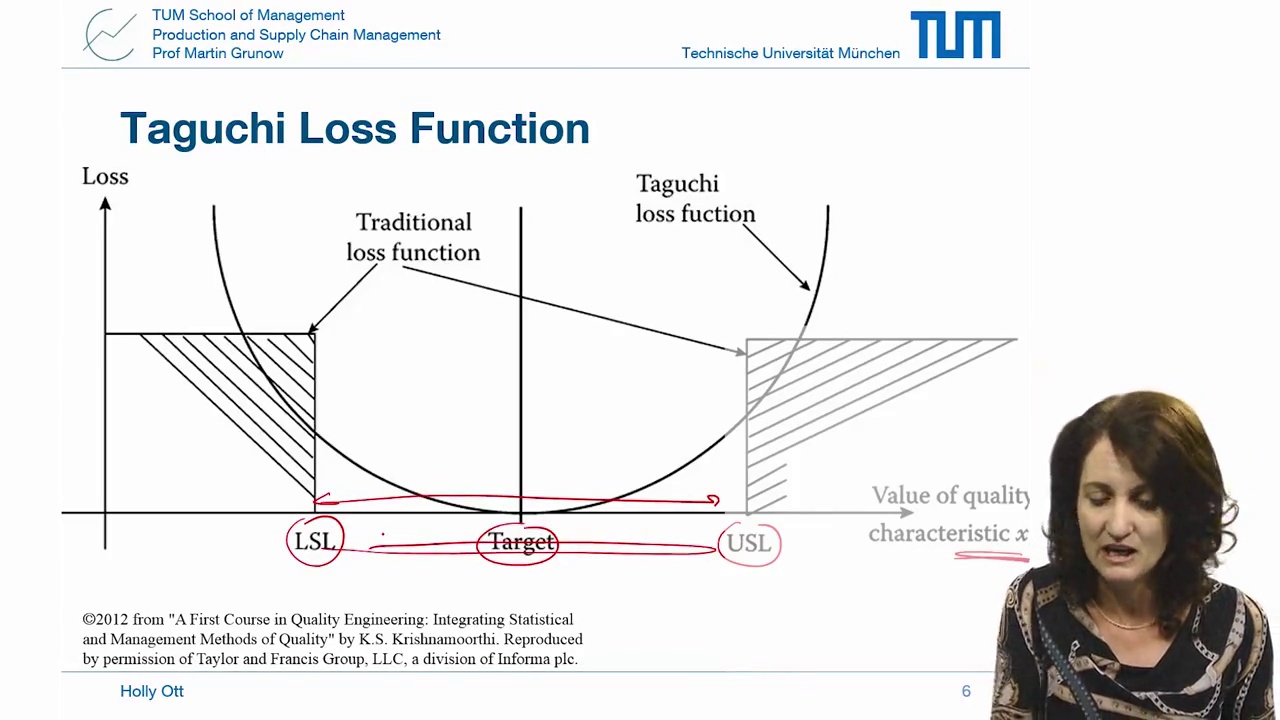 TUM School of Management
Production and Supply Chain Management
Prof Martin Grunow
Technische Universität München
TUM
Taguchi Loss Function
Loss
Traditional
loss function
Taguchi
loss fuction
LSL
Target
USL
Value of quality
characteristic x
©2012 from "A First Course in Quality Engineering: Integrating Statistical
and Management Methods of Quality" by K.S. Krishnamoorthi. Reproduced
by permission of Taylor and Francis Group, LLC, a division of Informa plc.
Holly Ott
6